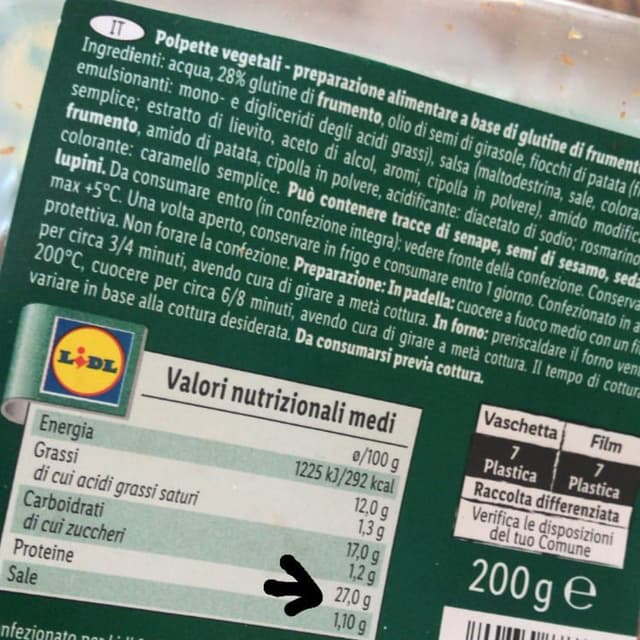 IT
Polpette vegetali - preparazione alimentare a base di glutine di
Ingredienti: acqua, 28% glutine di frumento, olio di semi di girasole, fiocchi di patata
emulsionanti: mono- e digliceridi degli acidi grassi), salsa (maltodestrina, sale,
semplice; estratto di lievito, aceto di alcol, aromi, cipolla in polvere), amido
frumento, amido di patata, cipolla in polvere, acidificante: diacetato di sodio; rosmarino
colorante: caramello semplice. Può contenere tracce di senape, semi di sesamo,
lupini. Da consumare entro (in confezione integra): vedere fronte della confezione.
max +5°C. Una volta aperto, conservare in frigo e consumare entro 1 giorno. Confezionato in
protettiva. Non forare la confezione. Preparazione: In padella: cuocere a fuoco medio con un
per circa 3/4 minuti, avendo cura di girare a metà cottura. In forno: preriscaldare il forno
200°C, cuocere per circa 6/8 minuti, avendo cura di girare a metà cottura. Il tempo di
variare in base alla cottura desiderata. Da consumarsi previa cottura.
LIDL
Valori nutrizionali medi
ø/100 g
Energia 1225 kJ/292 kcal
Grassi 12,0 g
di cui acidi grassi saturi 1,3 g
Carboidrati 17,0 g
di cui zuccheri 1,2 g
Proteine 27,0 g
Sale 1,10 g
Vaschetta Film
7 7
Plastica Plastica
Raccolta differenziata
Verifica le disposizioni
del tuo Comune
200 g e